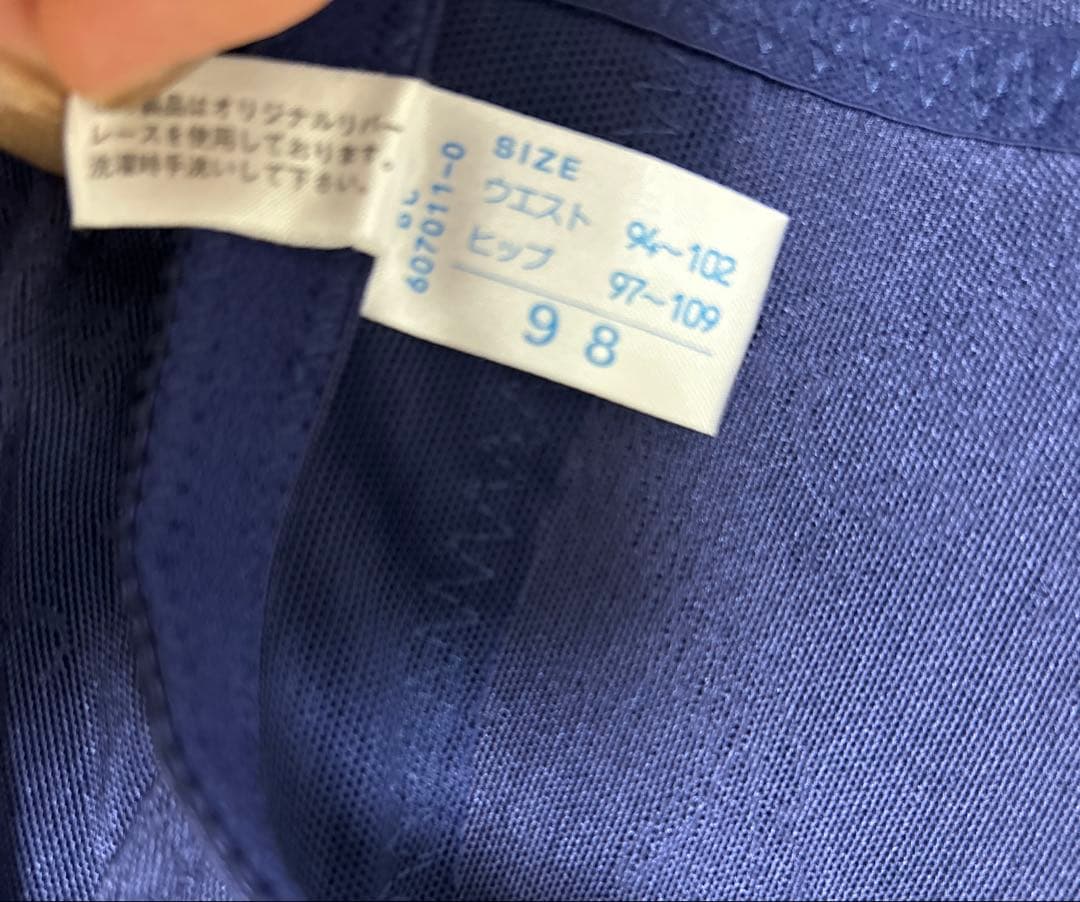 製品はオリジナルリバー
レースを使用しております。
洗濯時手洗いして下さい。
607011-0
SIZE
ウエスト 94~102
ヒップ 97~109
98